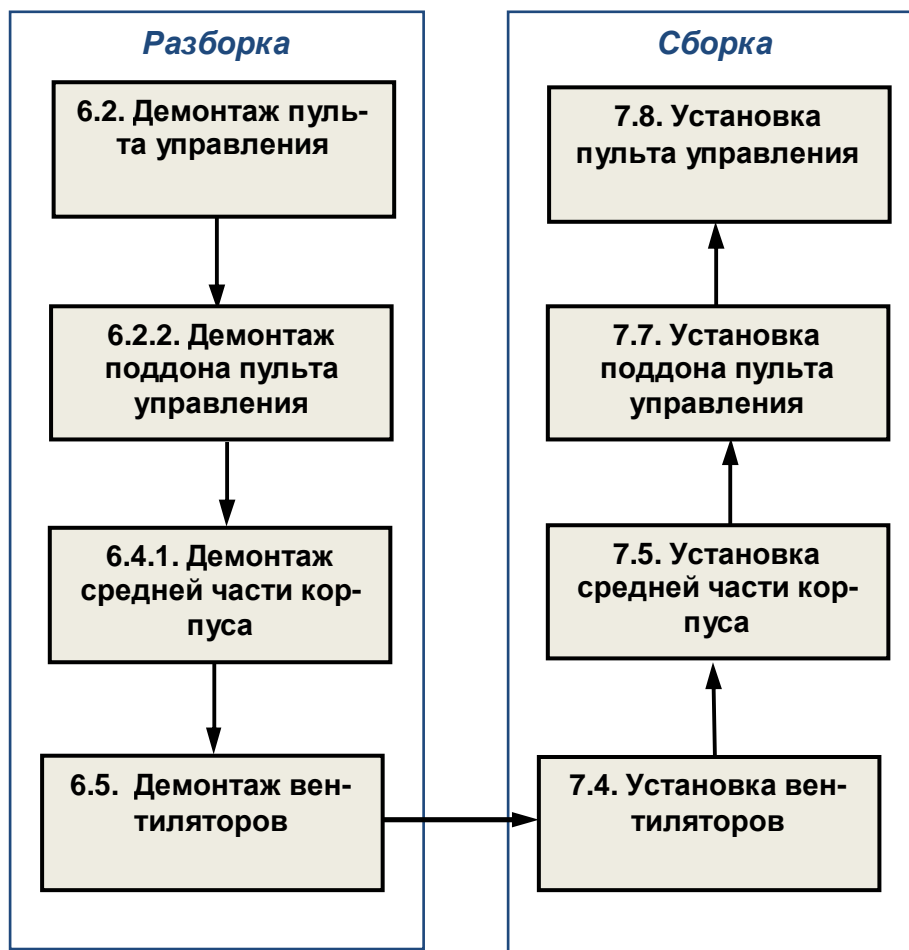 Разборка
6.2. Демонтаж пуль-
та управления
6.2.2. Демонтаж
поддона пульта
управления
6.4.1. Демонтаж
средней части кор-
пуса
6.5. Демонтаж вен-
тиляторов
Сборка
7.8. Установка
пульта управления
7.7. Установка
поддона пульта
управления
7.5. Установка
средней части кор-
пуса
7.4. Установка вен-
тиляторов